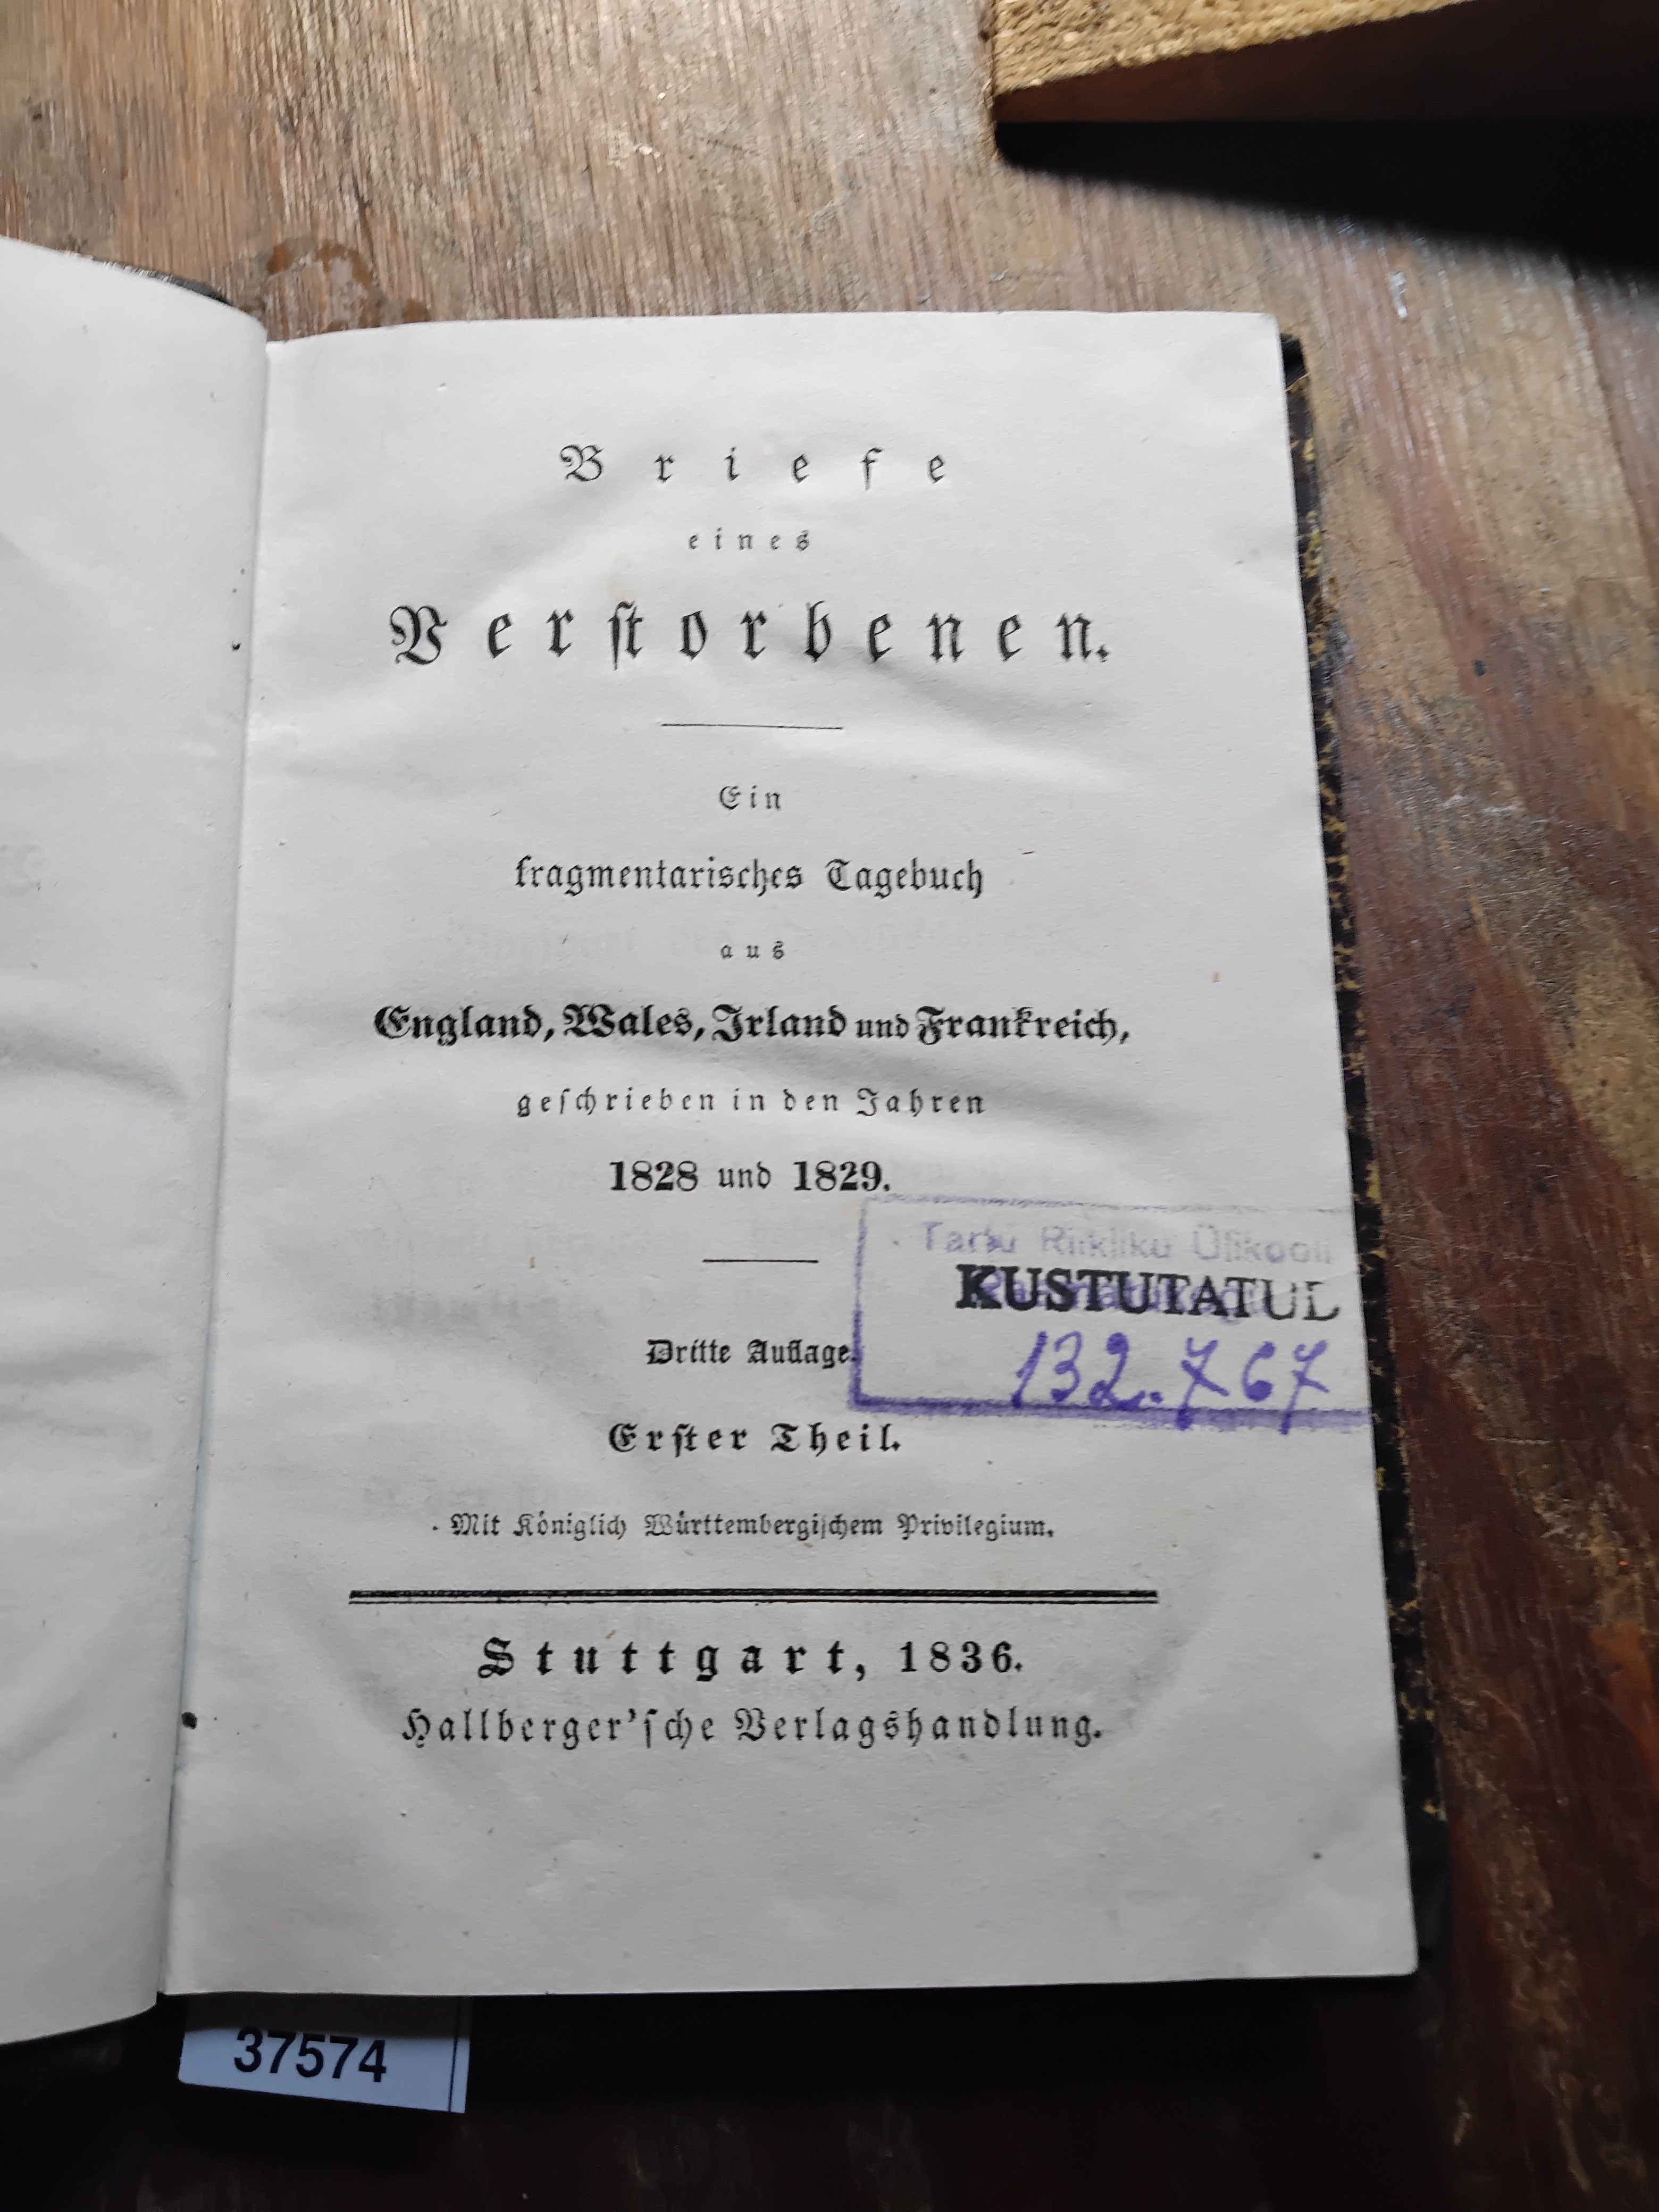 Briefe
eines
Verſtorbenen.
Ein
fragmentarisches Tagebuch
aus
England, Wales, Irland und Frankreich,
geſchrieben in den Jahren
1828 und 1829.
Tartu Riikliku Ülikooli
KUSTUTATUD
132.767
Dritte Auflage.
Erſter Theil.
Mit Königlich Württembergiſchem Privilegium.
Stuttgart, 1836.
Hallberger'ſche Verlagshandlung.
37574